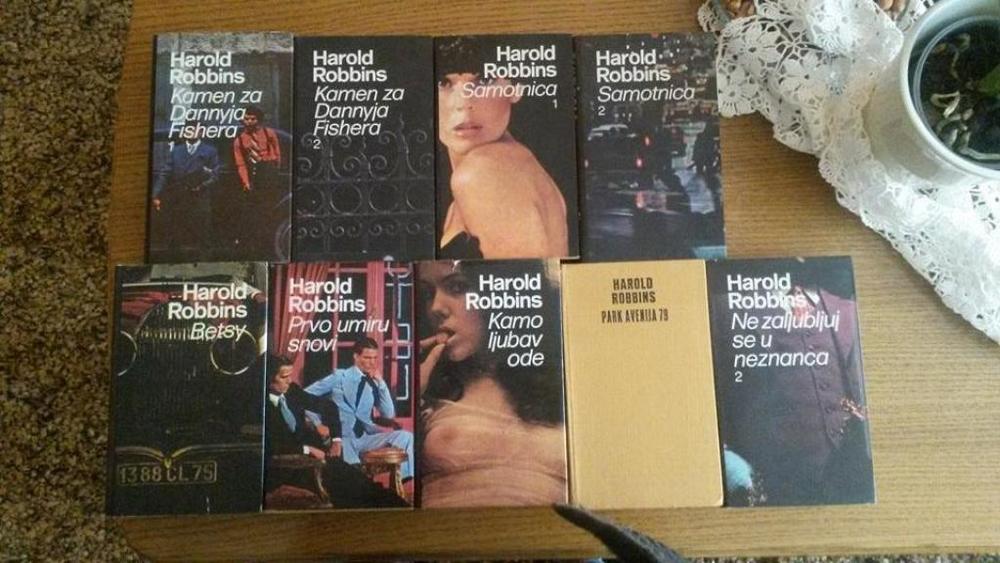 Harold
Robbins
Kamen za
Dannyja
Fishera
1
Harold
Robbins
Kamen za
Dannyja
Fishera
2
Harold
Robbins
Samotnica
1
Harold
Robbins
Samotnica
2
Harold
Robbins
Betsy
1388 CL 75
Harold
Robbins
Prvo umiru
snovi
Harold
Robbins
Kamo
ljubav
ode
HAROLD
ROBBINS
PARK AVENIJA 79
Harold
Robbins
Ne zaljubljuj
se u
neznanca
2